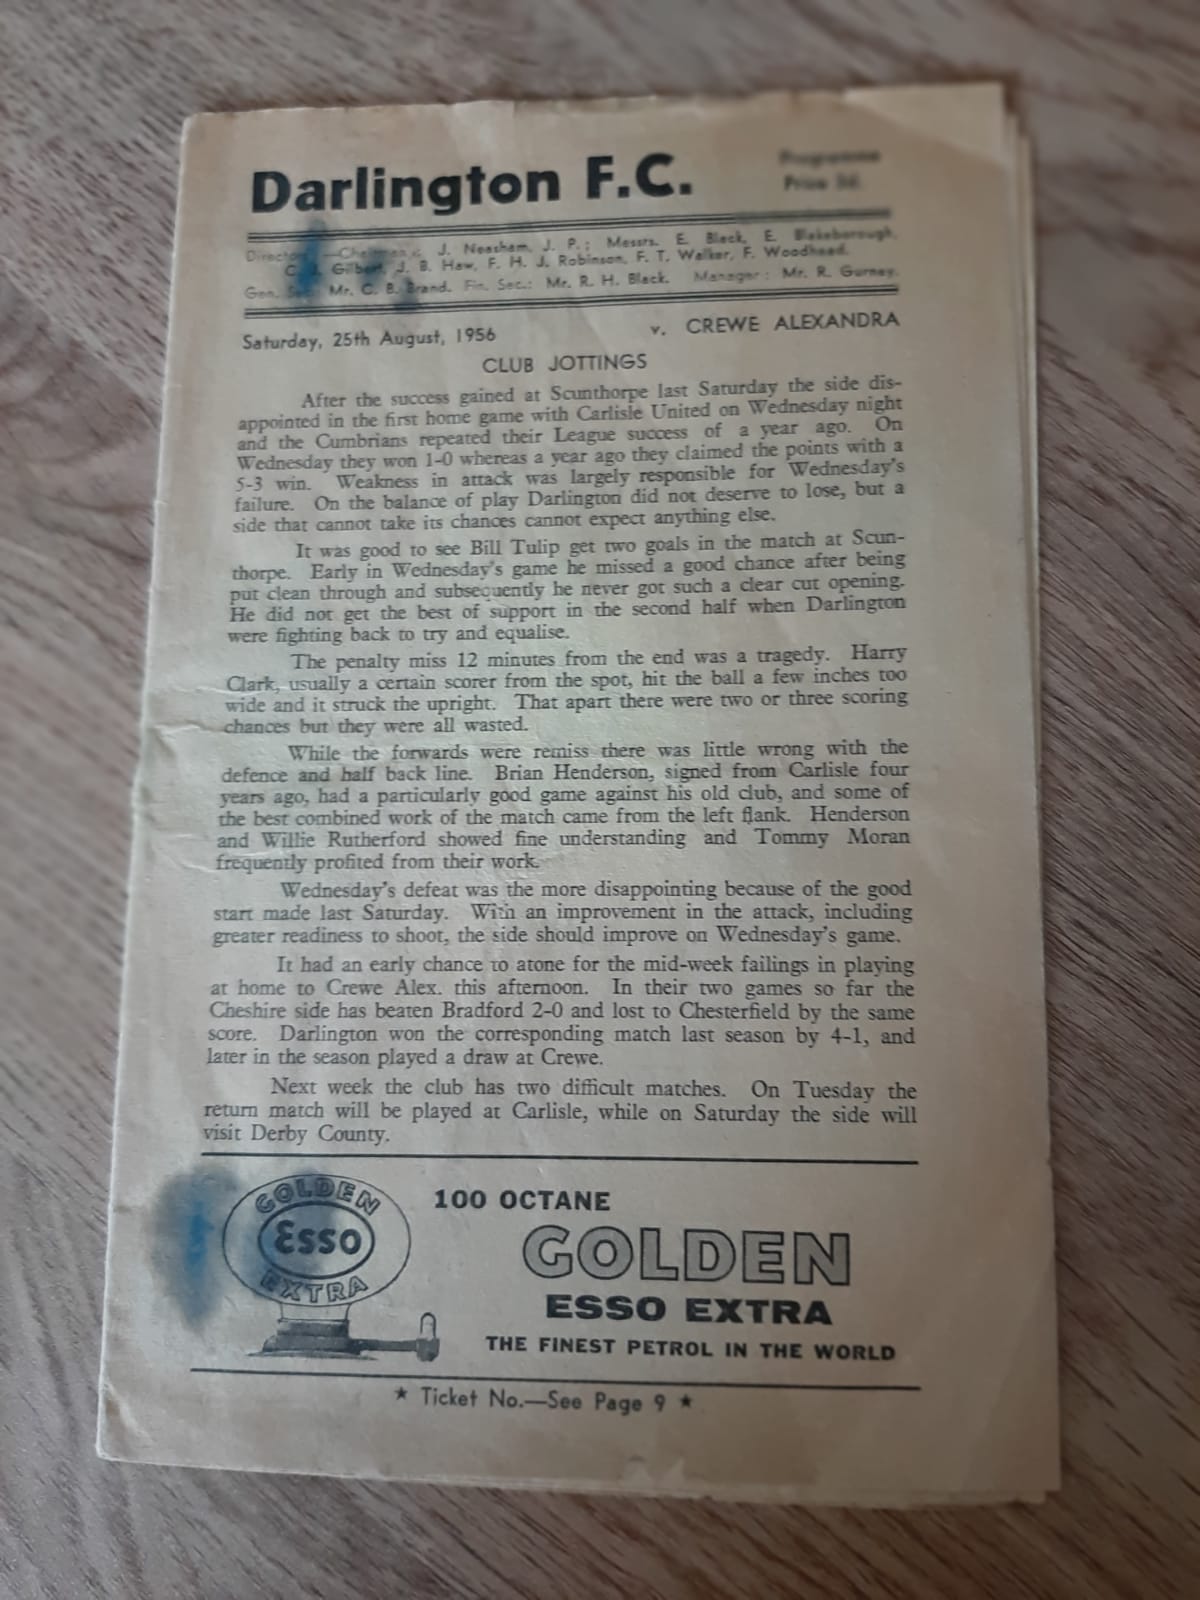 Darlington F.C.
Programme
Price 3d.
Directors:—Chairman: J. Neasham, J. P.; Messrs. E. Black, E. Blakeborough,
C. J. Gilbert, J. B. Haw, F. H. J. Robinson, F. T. Walker, F. Woodhead.
Gen. Sec.: Mr. C. B. Brand. Fin. Sec.: Mr. R. H. Black. Manager: Mr. R. Gurney.
Saturday, 25th August, 1956 v. CREWE ALEXANDRA
CLUB JOTTINGS
After the success gained at Scunthorpe last Saturday the side dis-
appointed in the first home game with Carlisle United on Wednesday night
and the Cumbrians repeated their League success of a year ago. On
Wednesday they won 1-0 whereas a year ago they claimed the points with a
5-3 win. Weakness in attack was largely responsible for Wednesday's
failure. On the balance of play Darlington did not deserve to lose, but a
side that cannot take its chances cannot expect anything else.
It was good to see Bill Tulip get two goals in the match at Scun-
thorpe. Early in Wednesday's game he missed a good chance after being
put clean through and subsequently he never got such a clear cut opening.
He did not get the best of support in the second half when Darlington
were fighting back to try and equalise.
The penalty miss 12 minutes from the end was a tragedy. Harry
Clark, usually a certain scorer from the spot, hit the ball a few inches too
wide and it struck the upright. That apart there were two or three scoring
chances but they were all wasted.
While the forwards were remiss there was little wrong with the
defence and half back line. Brian Henderson, signed from Carlisle four
years ago, had a particularly good game against his old club, and some of
the best combined work of the match came from the left flank. Henderson
and Willie Rutherford showed fine understanding and Tommy Moran
frequently profited from their work.
Wednesday's defeat was the more disappointing because of the good
start made last Saturday. With an improvement in the attack, including
greater readiness to shoot, the side should improve on Wednesday's game.
It had an early chance to atone for the mid-week failings in playing
at home to Crewe Alex. this afternoon. In their two games so far the
Cheshire side has beaten Bradford 2-0 and lost to Chesterfield by the same
score. Darlington won the corresponding match last season by 4-1, and
later in the season played a draw at Crewe.
Next week the club has two difficult matches. On Tuesday the
return match will be played at Carlisle, while on Saturday the side will
visit Derby County.
GOLDEN
Esso
EXTRA
100 OCTANE
GOLDEN
ESSO EXTRA
THE FINEST PETROL IN THE WORLD
★ Ticket No.—See Page 9 ★